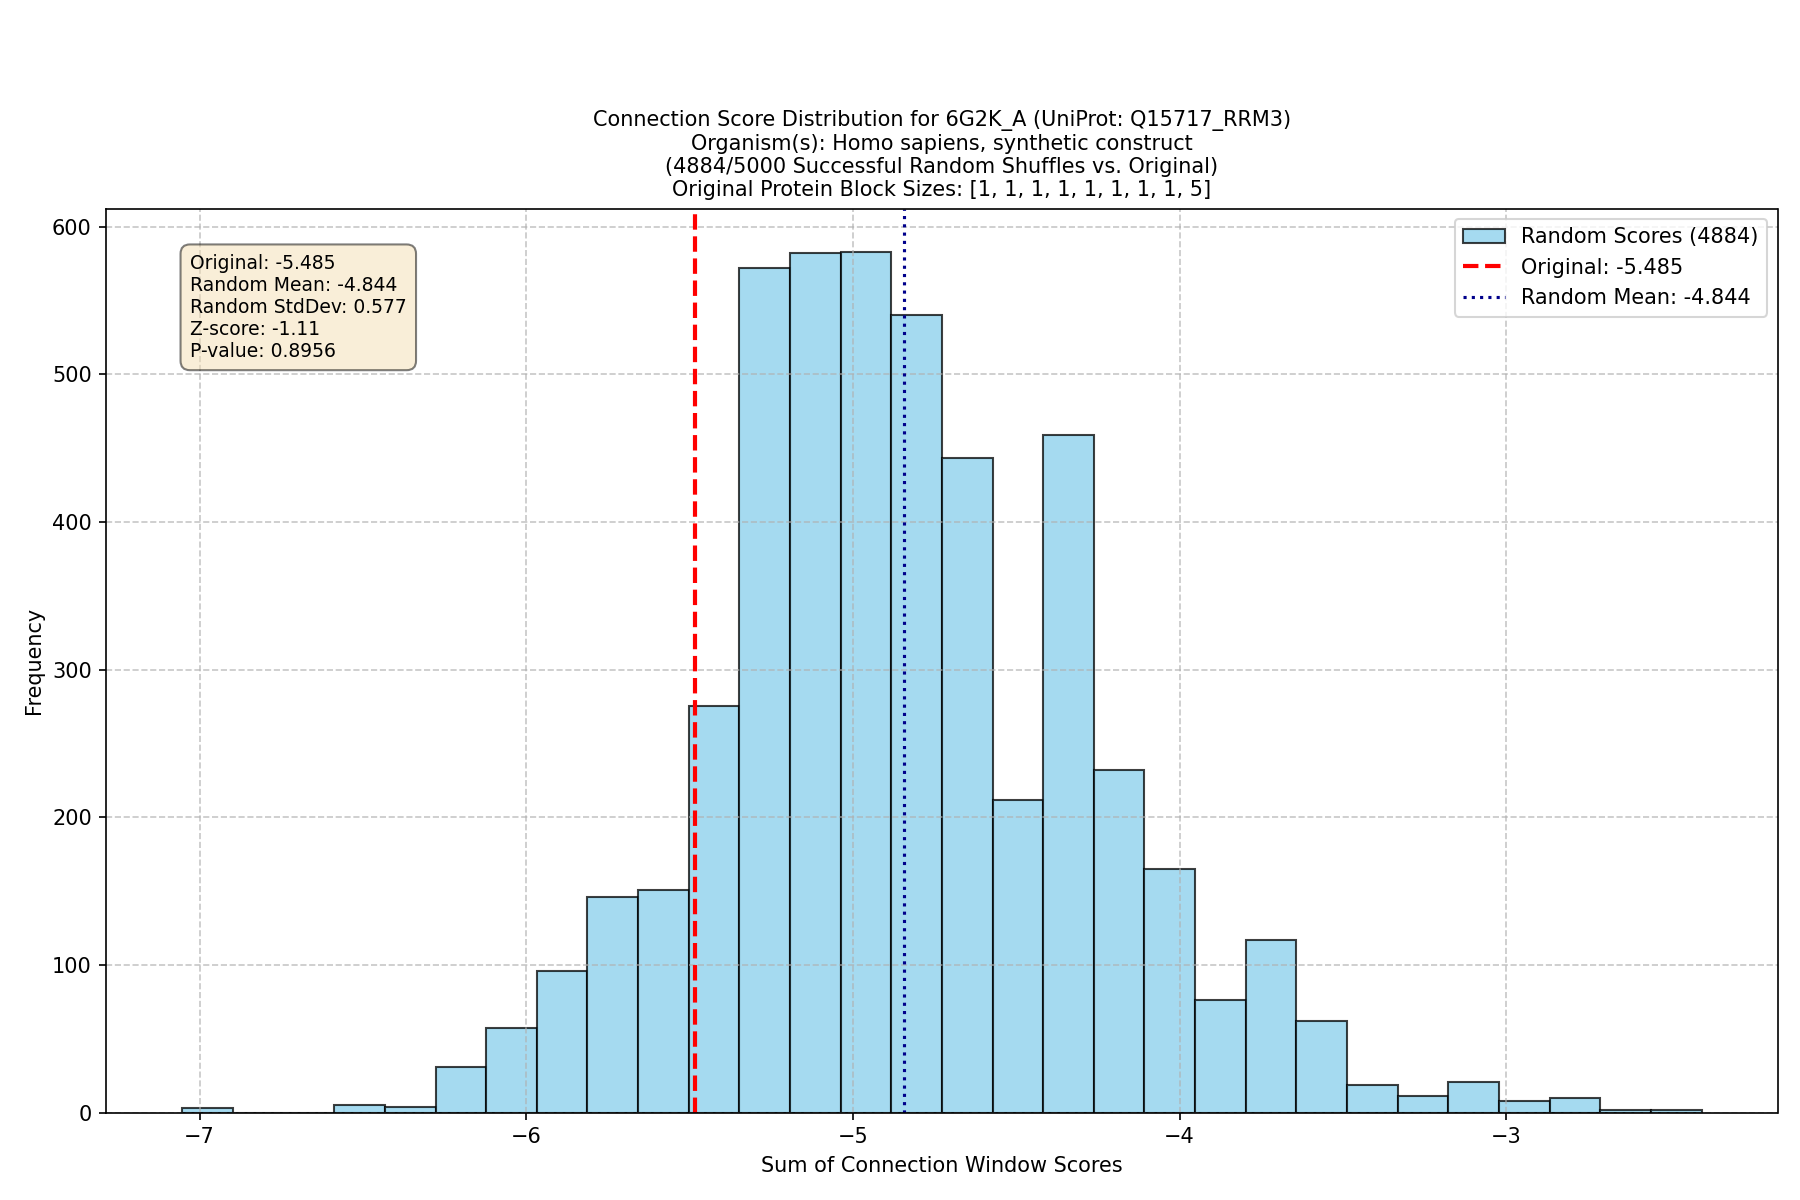 Connection Score Distribution for 6G2K_A (UniProt: Q15717_RRM3)
Organism(s): Homo sapiens, synthetic construct
(4884/5000 Successful Random Shuffles vs. Original)
Original Protein Block Sizes: [1, 1, 1, 1, 1, 1, 1, 1, 5]
Original: -5.485
Random Mean: -4.844
Random StdDev: 0.577
Z-score: -1.11
P-value: 0.8956
Random Scores (4884)
Original: -5.485
Random Mean: -4.844
Frequency
600
500
400
300
200
100
0
−7
−6
−5
−4
−3
Sum of Connection Window Scores